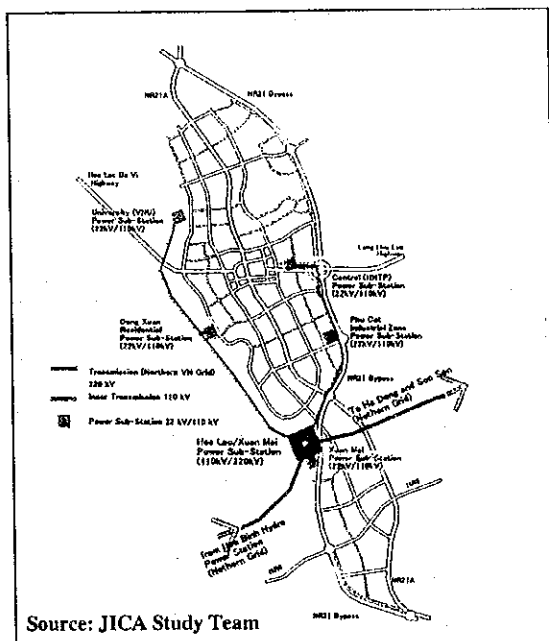 NR21A
NR21 Bypass
Hoa Lac Ba Vi
Highway
University (VNU)
Power Sub-Station
(22kV/110kV)
Lang Hoa Lac
Highway
Control (HHTP)
Power Sub-Station
(22kV/110kV)
Dong Xuan
Residential
Power Sub-Station
(22kV/110kV)
Phu Cat
Industrial Zone
Power Sub-Station
(22kV/110kV)
Transmission (Northern VN Grid)
220 kV
Inner Transmission 110 kV
Power Sub-Station 22 kV/110 kV
NR21 Bypass
To Ha Dong and Soc Son
(Nothern Grid)
Hoa Lac/Xuan Mai
Power Sub-Station
(110kV/220kV)
Xuan Mai
Power Sub-Station
(22kV/110kV)
From Hoa Binh Hydro
Power Station
(Nothern Grid)
NR6
NR6
NR21A
NR21 Bypass
Source: JICA Study Team